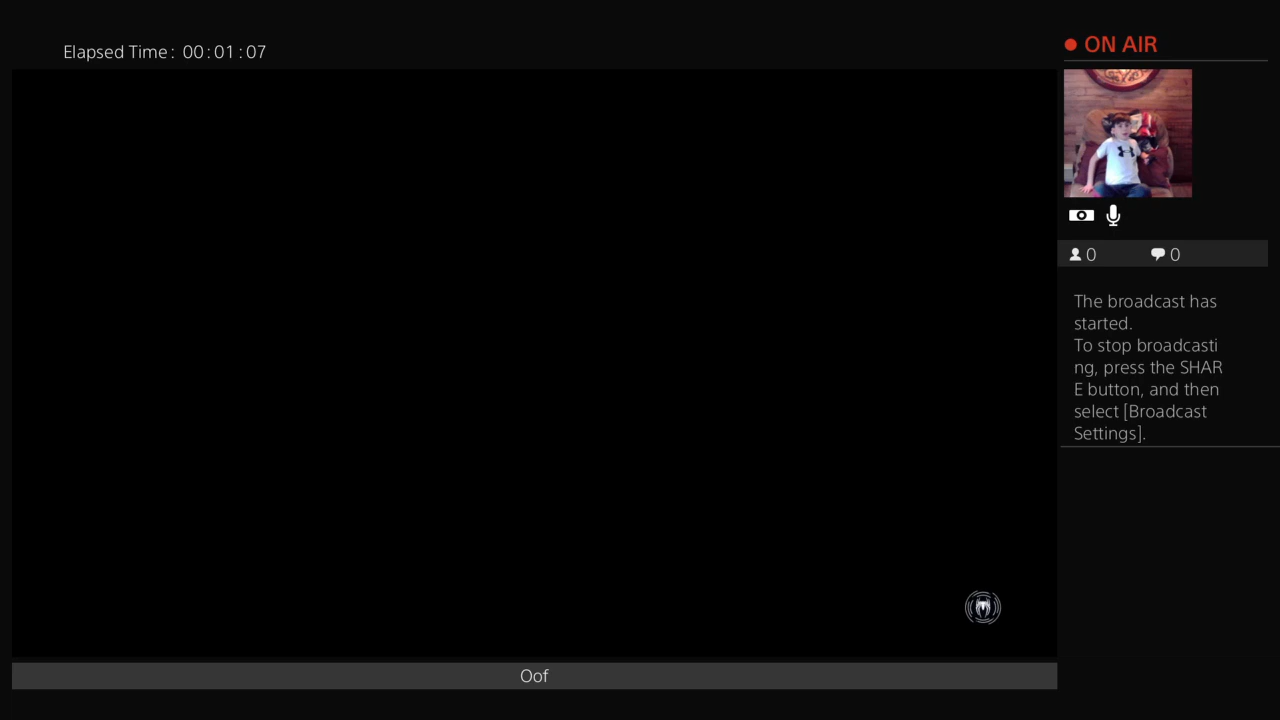 Elapsed Time: 00:01:07
ON AIR
0 0
The broadcast has
started.
To stop broadcasti
ng, press the SHAR
E button, and then
select [Broadcast
Settings].
Oof